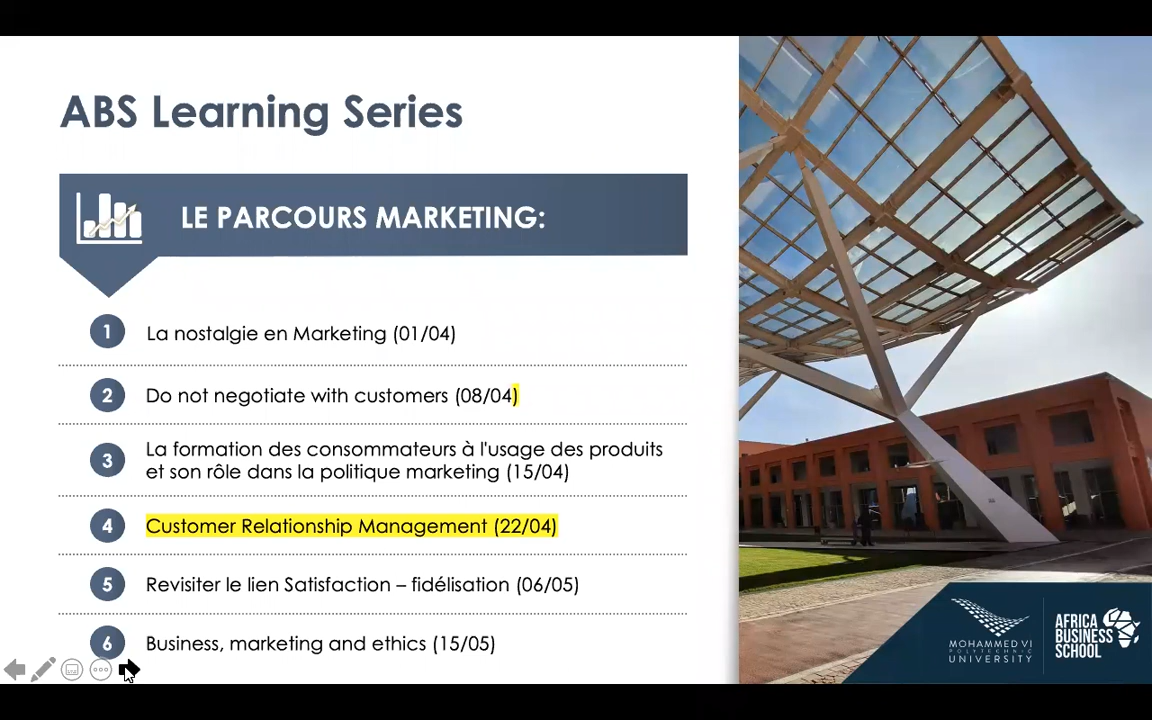 ABS Learning Series
LE PARCOURS MARKETING:
1 La nostalgie en Marketing (01/04)
2 Do not negotiate with customers (08/04)
3 La formation des consommateurs à l'usage des produits
et son rôle dans la politique marketing (15/04)
4 Customer Relationship Management (22/04)
5 Revisiter le lien Satisfaction – fidélisation (06/05)
6 Business, marketing and ethics (15/05)
MOHAMMED VI
POLYTECHNIC
UNIVERSITY
AFRICA
BUSINESS
SCHOOL